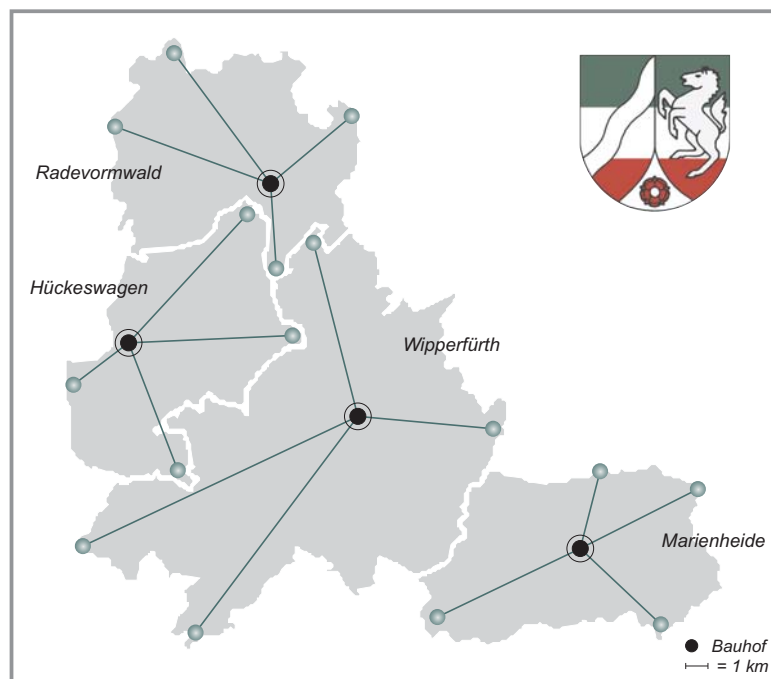 Radevormwald
Hückeswagen
Wipperfürth
Marienheide
Bauhof
= 1 km